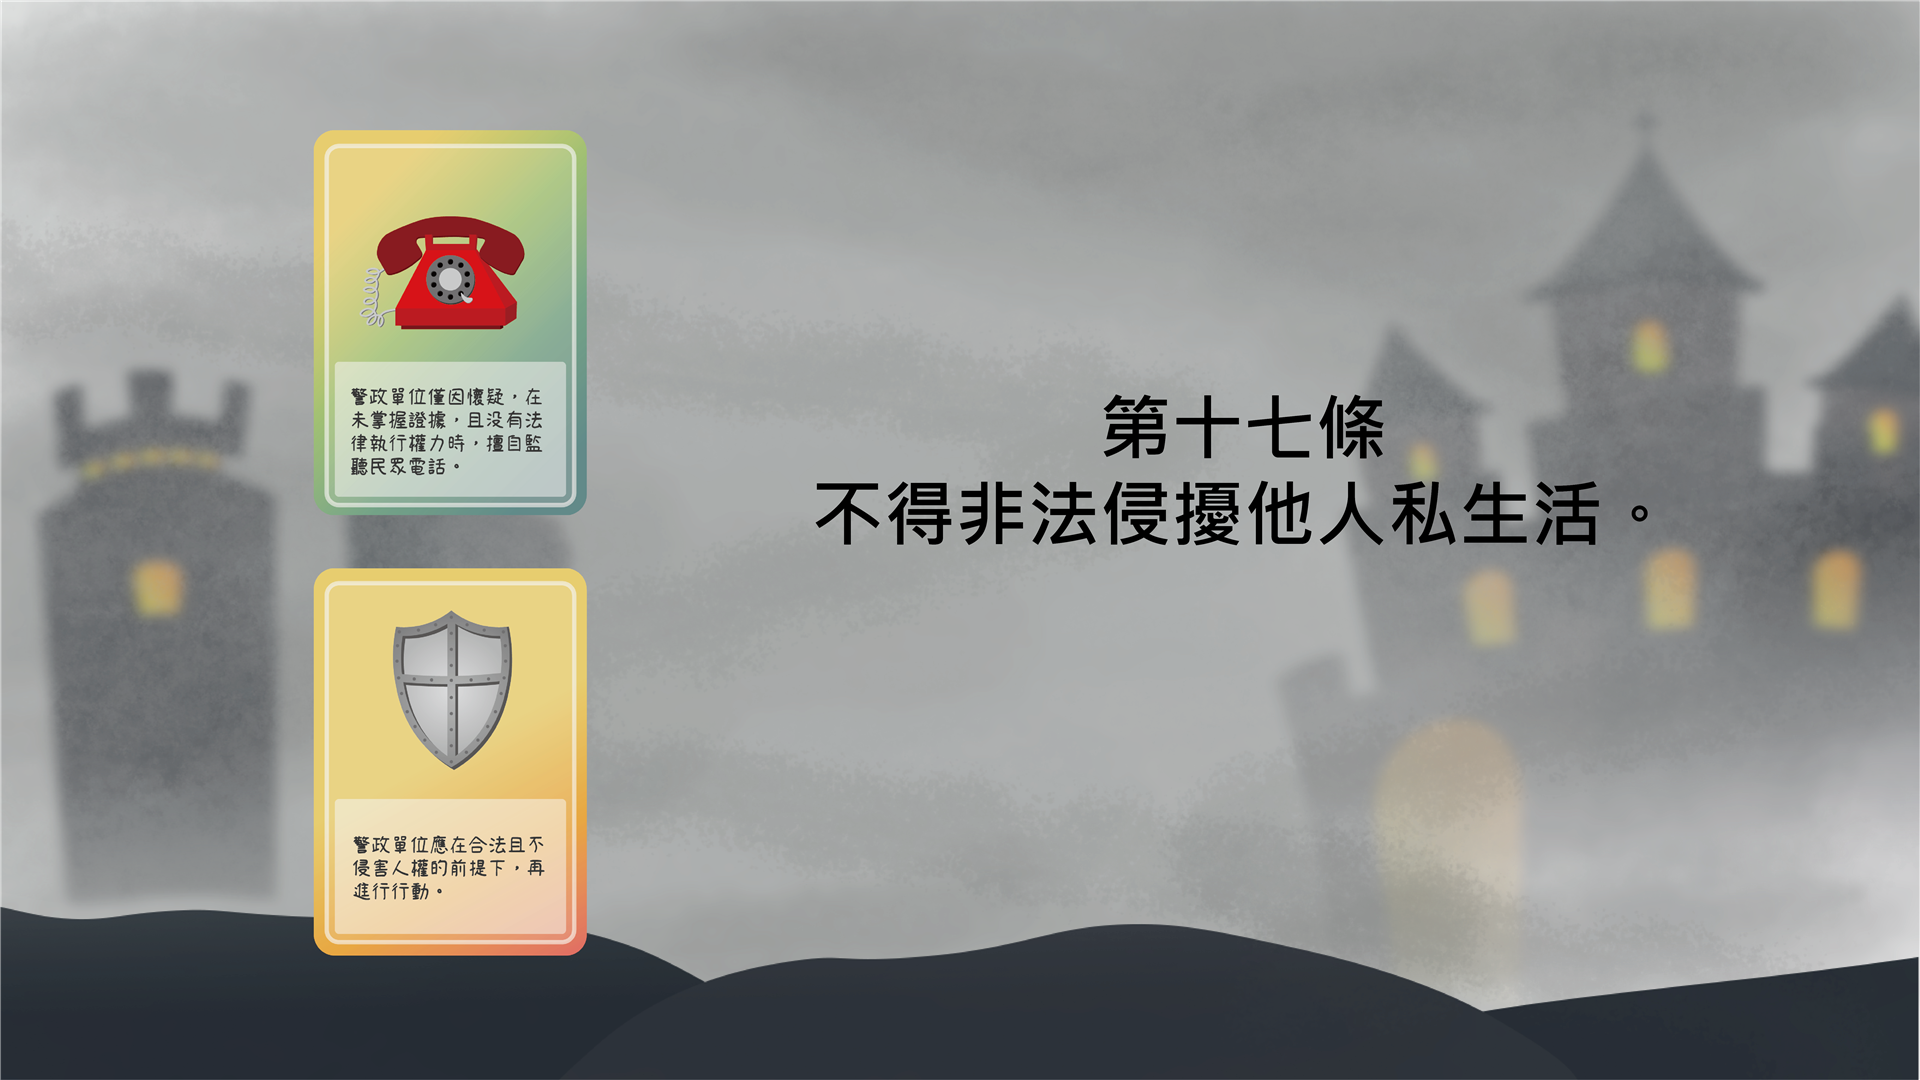 警政單位僅因懷疑，在
未掌握證據，且没有法
律執行權力時，擅自監
聽民眾電話。
第十七條
不得非法侵擾他人私生活。
警政單位應在合法且不
侵害人權的前提下，再
進行行動。